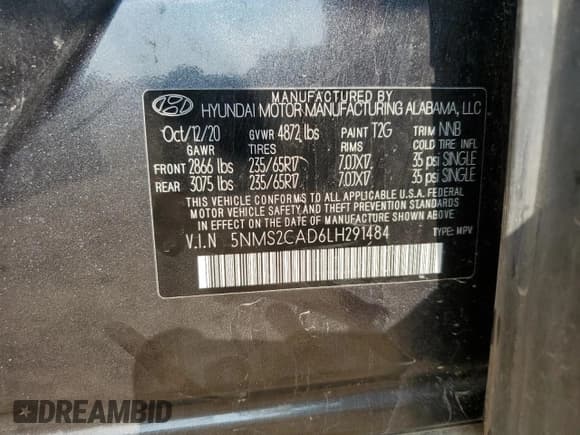 MANUFACTURED BY
HYUNDAI MOTOR MANUFACTURING ALABAMA, LLC
Oct/12/20 GVWR 4872 lbs PAINT T2G TRIM NNB
GAWR TIRES RIMS COLD TIRE INFL
FRONT 2866 lbs 235/65R17 7.0JX17 35 psi SINGLE
REAR 3075 lbs 235/65R17 7.0JX17 35 psi SINGLE
THIS VEHICLE CONFORMS TO ALL APPLICABLE U.S.A. FEDERAL
MOTOR VEHICLE SAFETY, BUMPER, AND THEFT PREVENTION STANDARDS
IN EFFECT ON THE DATE OF MANUFACTURE SHOWN ABOVE.
V.I.N 5NMS2CAD6LH291484 TYPE: MPV
DREAMBID